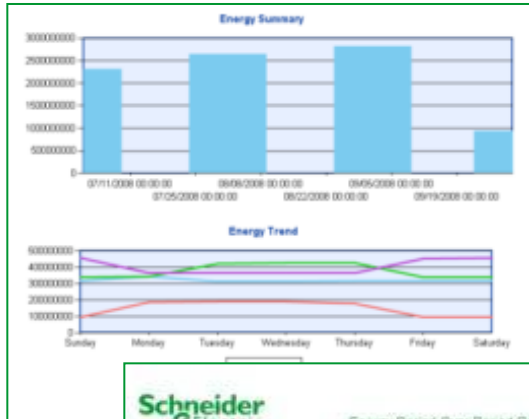 Energy Summary
3000000000
2500000000
2000000000
1500000000
1000000000
500000000
0
07/11/2008 00:00:00 08/08/2008 00:00:00 09/05/2008 00:00:00
07/25/2008 00:00:00 08/22/2008 00:00:00 09/19/2008 00:00:00
Energy Trend
500000000
400000000
300000000
200000000
100000000
0
Sunday Monday Tuesday Wednesday Thursday Friday Saturday
Schneider